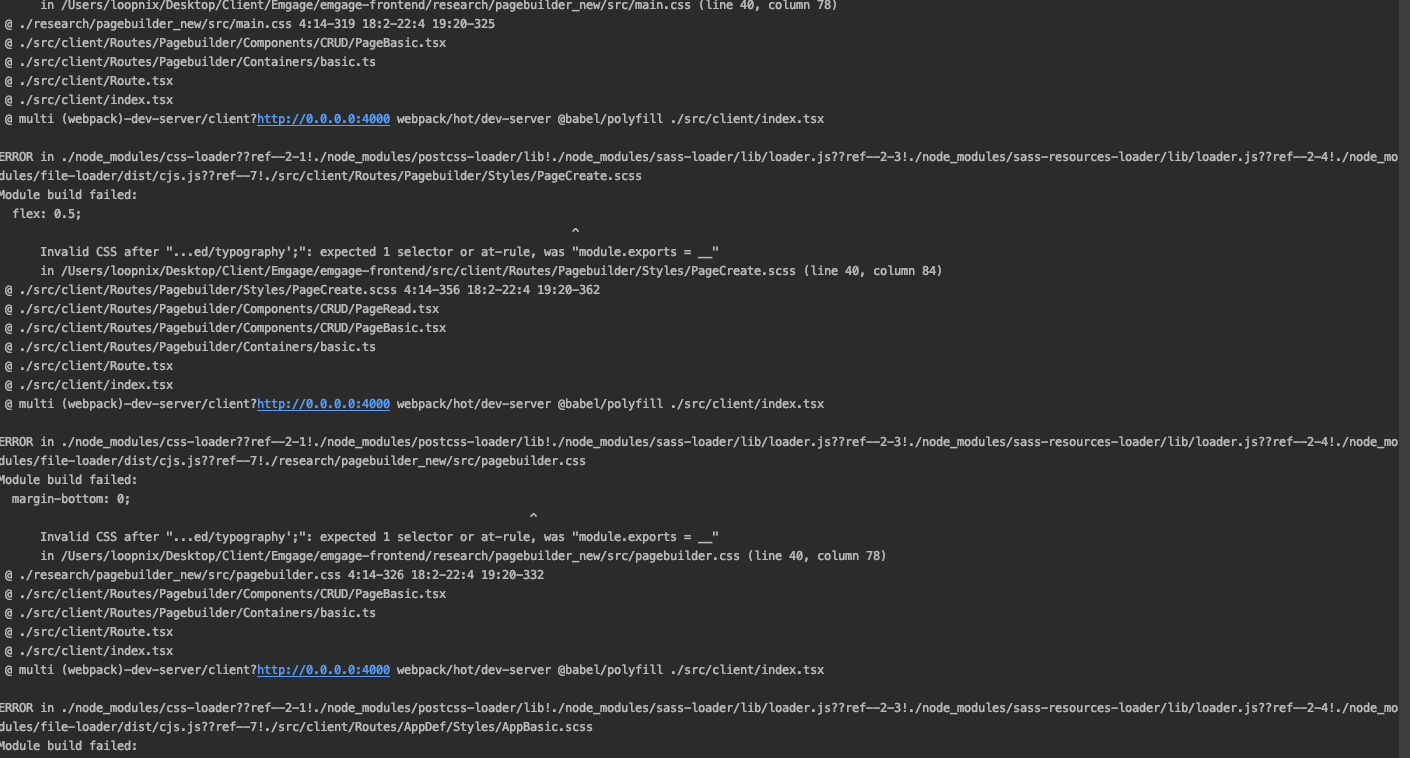 in /Users/loopnix/Desktop/Client/Emgage/emgage-frontend/research/pagebuilder_new/src/main.css (line 40, column 78)
@ ./research/pagebuilder_new/src/main.css 4:14-319 18:2-22:4 19:20-325
@ ./src/client/Routes/Pagebuilder/Components/CRUD/PageBasic.tsx
@ ./src/client/Routes/Pagebuilder/Containers/basic.ts
@ ./src/client/Route.tsx
@ ./src/client/index.tsx
@ multi (webpack)-dev-server/client?http://0.0.0.0:4000 webpack/hot/dev-server @babel/polyfill ./src/client/index.tsx
ERROR in ./node_modules/css-loader??ref--2-1!./node_modules/postcss-loader/lib!./node_modules/sass-loader/lib/loader.js??ref--2-3!./node_modules/sass-resources-loader/lib/loader.js??ref--2-4!./node_mo
dules/file-loader/dist/cjs.js??ref--7!./src/client/Routes/Pagebuilder/Styles/PageCreate.scss
Module build failed:
flex: 0.5;
^
Invalid CSS after "...ed/typography';": expected 1 selector or at-rule, was "module.exports = __"
in /Users/loopnix/Desktop/Client/Emgage/emgage-frontend/src/client/Routes/Pagebuilder/Styles/PageCreate.scss (line 40, column 84)
@ ./src/client/Routes/Pagebuilder/Styles/PageCreate.scss 4:14-356 18:2-22:4 19:20-362
@ ./src/client/Routes/Pagebuilder/Components/CRUD/PageRead.tsx
@ ./src/client/Routes/Pagebuilder/Components/CRUD/PageBasic.tsx
@ ./src/client/Routes/Pagebuilder/Containers/basic.ts
@ ./src/client/Route.tsx
@ ./src/client/index.tsx
@ multi (webpack)-dev-server/client?http://0.0.0.0:4000 webpack/hot/dev-server @babel/polyfill ./src/client/index.tsx
ERROR in ./node_modules/css-loader??ref--2-1!./node_modules/postcss-loader/lib!./node_modules/sass-loader/lib/loader.js??ref--2-3!./node_modules/sass-resources-loader/lib/loader.js??ref--2-4!./node_mo
dules/file-loader/dist/cjs.js??ref--7!./research/pagebuilder_new/src/pagebuilder.css
Module build failed:
margin-bottom: 0;
^
Invalid CSS after "...ed/typography';": expected 1 selector or at-rule, was "module.exports = __"
in /Users/loopnix/Desktop/Client/Emgage/emgage-frontend/research/pagebuilder_new/src/pagebuilder.css (line 40, column 78)
@ ./research/pagebuilder_new/src/pagebuilder.css 4:14-326 18:2-22:4 19:20-332
@ ./src/client/Routes/Pagebuilder/Components/CRUD/PageBasic.tsx
@ ./src/client/Routes/Pagebuilder/Containers/basic.ts
@ ./src/client/Route.tsx
@ ./src/client/index.tsx
@ multi (webpack)-dev-server/client?http://0.0.0.0:4000 webpack/hot/dev-server @babel/polyfill ./src/client/index.tsx
ERROR in ./node_modules/css-loader??ref--2-1!./node_modules/postcss-loader/lib!./node_modules/sass-loader/lib/loader.js??ref--2-3!./node_modules/sass-resources-loader/lib/loader.js??ref--2-4!./node_mo
dules/file-loader/dist/cjs.js??ref--7!./src/client/Routes/AppDef/Styles/AppBasic.scss
Module build failed: